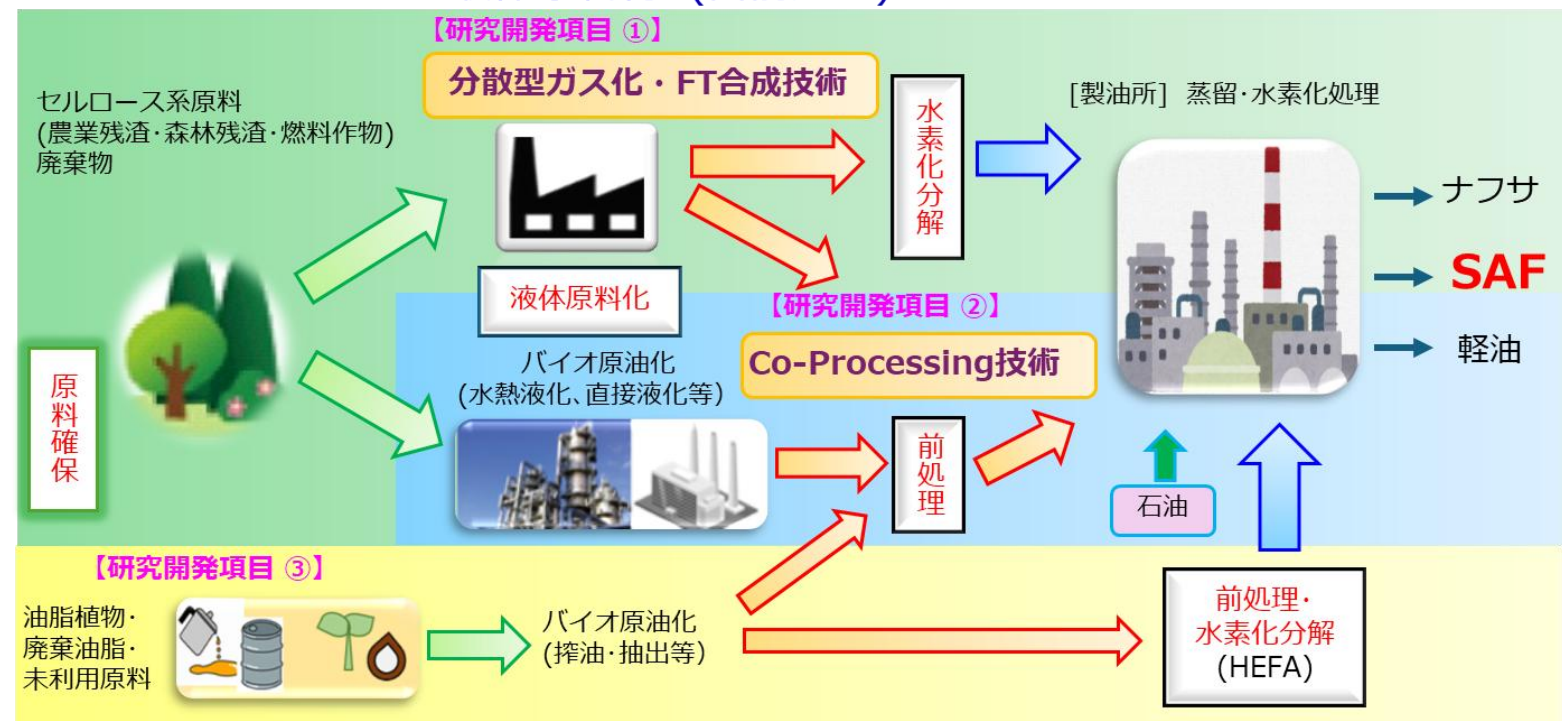 【研究開発項目 ①】
分散型ガス化・FT合成技術
セルロース系原料
(農業残渣・森林残渣・燃料作物)
廃棄物
水素化分解
[製油所] 蒸留・水素化処理
ナフサ
SAF
軽油
液体原料化
【研究開発項目 ②】
Co-Processing技術
バイオ原油化
(水熱液化、直接液化等)
原料確保
前処理
石油
【研究開発項目 ③】
油脂植物・
廃棄油脂・
未利用原料
バイオ原油化
(搾油・抽出等)
前処理・
水素化分解
(HEFA)